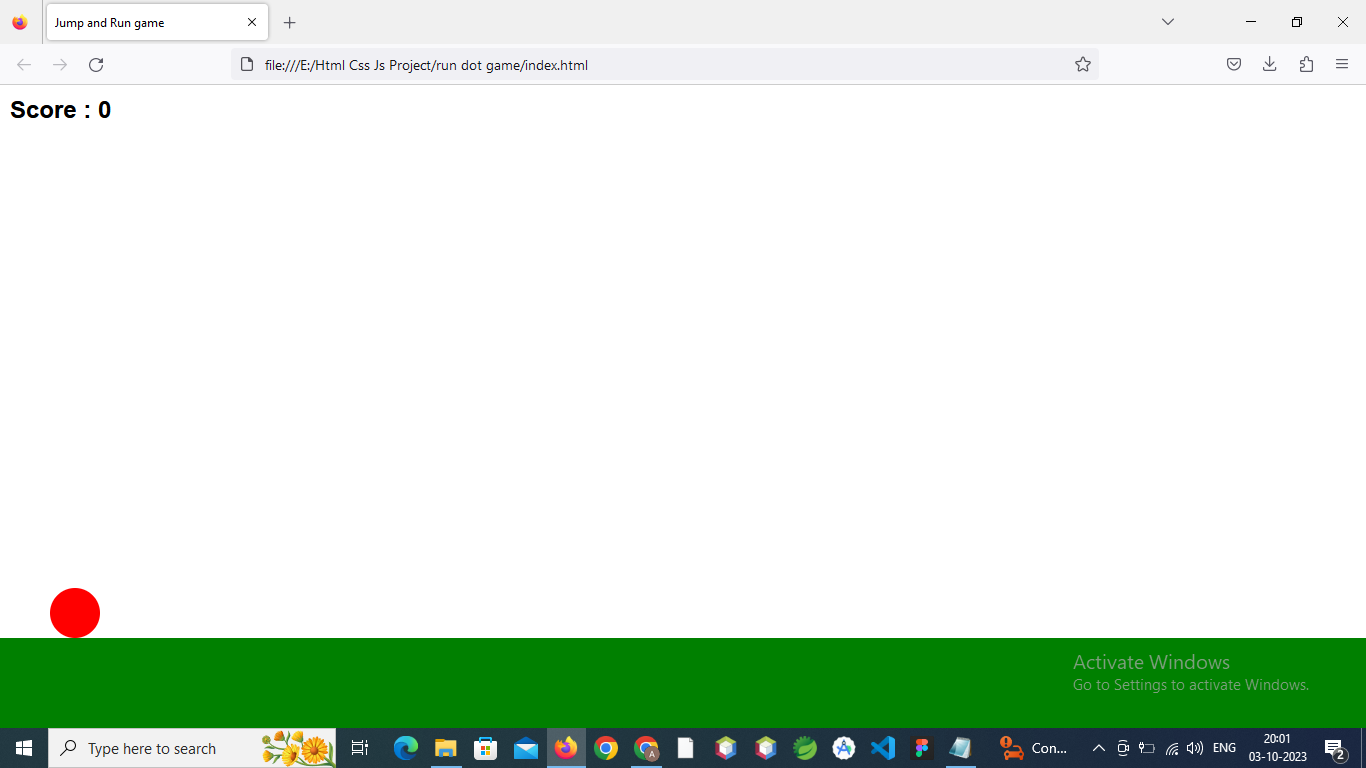 Jump and Run game
file:///E:/Html Css Js Project/run dot game/index.html
Score : 0
Activate Windows
Go to Settings to activate Windows.
Type here to search
A
Con...
ENG
20:01
03-10-2023
2